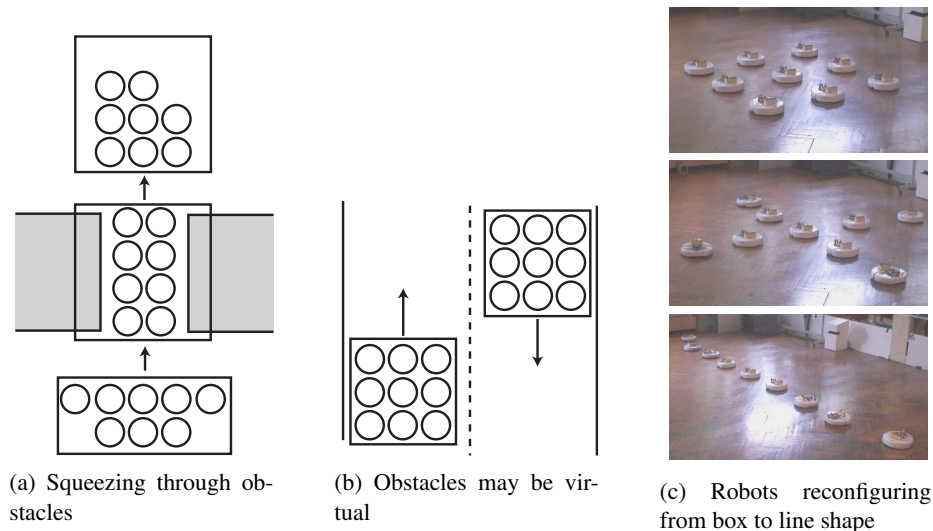 (a) Squeezing through ob-
stacles
(b) Obstacles may be vir-
tual
(c) Robots reconfiguring
from box to line shape